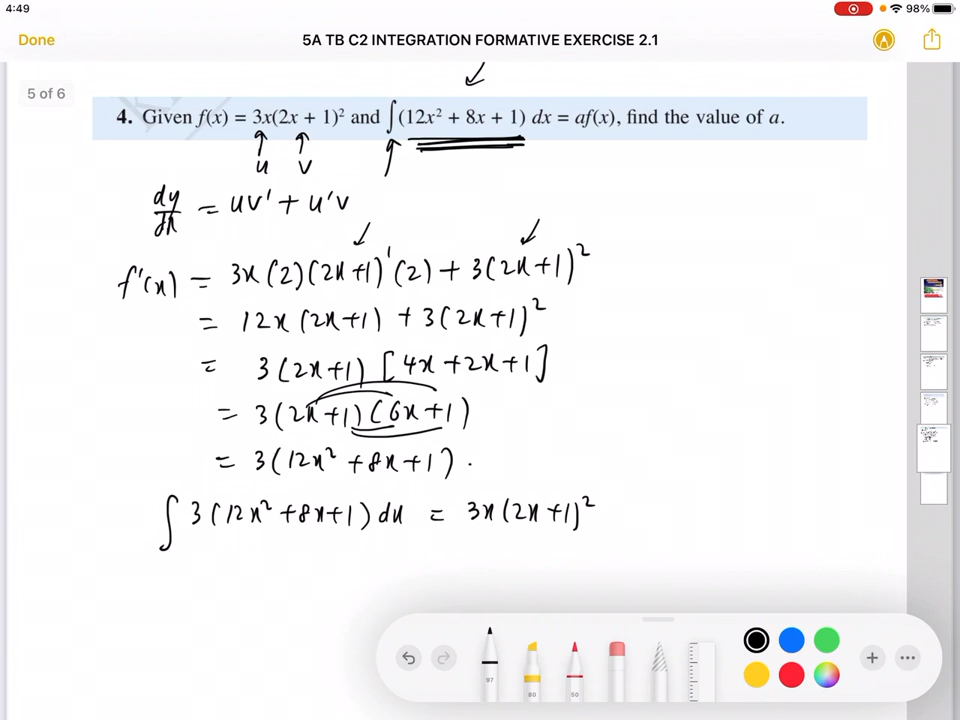 4:49
98%
Done
5A TB C2 INTEGRATION FORMATIVE EXERCISE 2.1
5 of 6
4. Given f(x) = 3x(2x + 1)² and ∫(12x² + 8x + 1) dx = af(x), find the value of a.
u v
dy/dx = uv' + u'v
f'(x) = 3x(2)(2x+1)¹(2) + 3(2x+1)²
= 12x(2x+1) + 3(2x+1)²
= 3(2x+1)[4x+2x+1]
= 3(2x+1)(6x+1)
= 3(12x²+8x+1).
∫3(12x²+8x+1)dx = 3x(2x+1)²
97
80
50